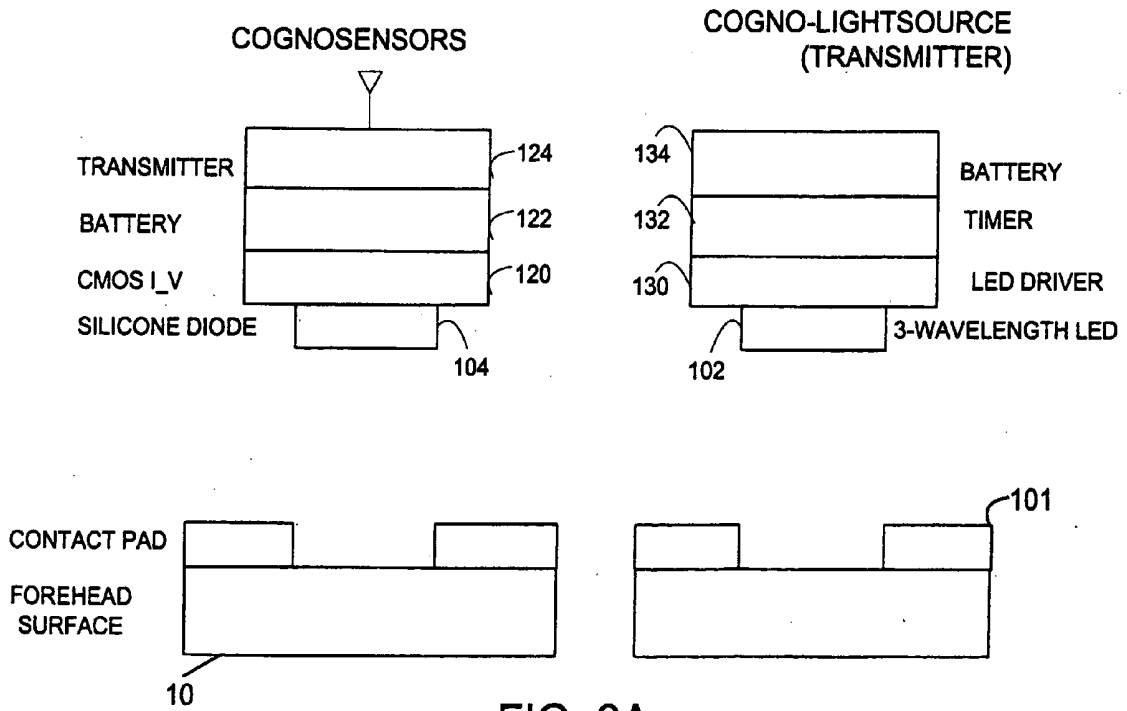 COGNOSENSORS
COGNO-LIGHTSOURCE
(TRANSMITTER)
TRANSMITTER
124
134
BATTERY
BATTERY
122
132
TIMER
CMOS I_V
120
130
LED DRIVER
SILICONE DIODE
104
102
3-WAVELENGTH LED
101
CONTACT PAD
FOREHEAD
SURFACE
10